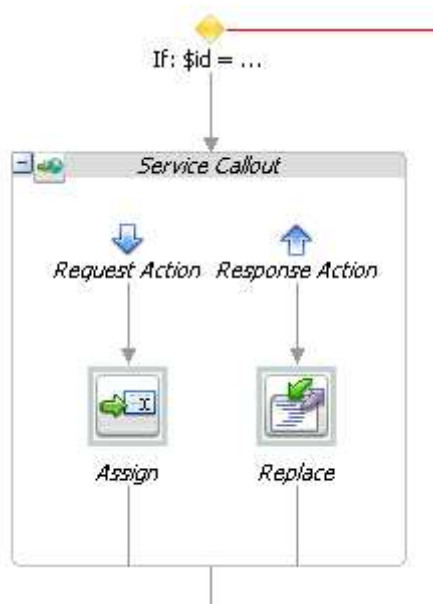 If: $id = ...
Service Callout
Request Action
Response Action
x
Assign
Replace